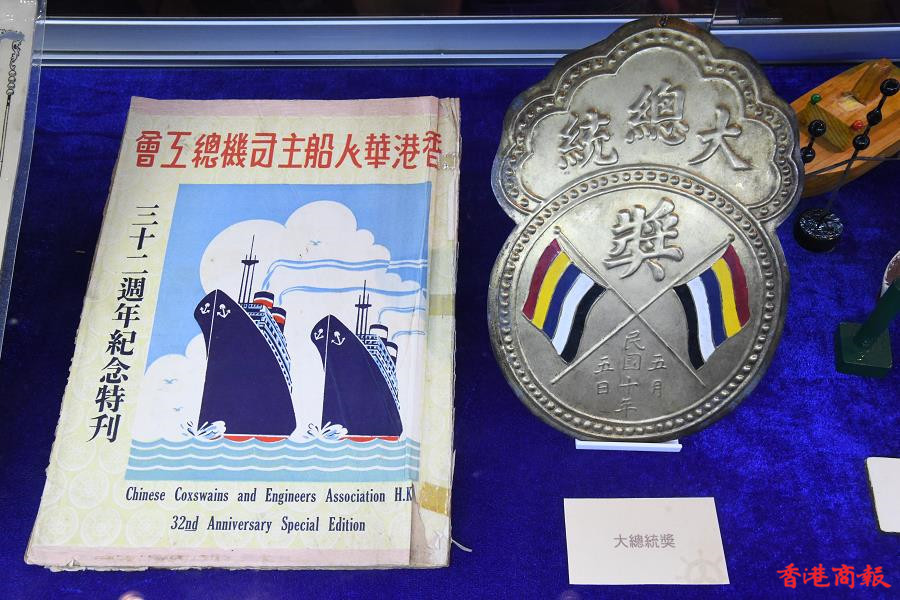 香港華人船主司機總工會
三十二週年紀念特刊
Chinese Coxswains and Engineers Association H.K
32nd Anniversary Special Edition
大總統
獎
民國十年
五月
五日
大總統獎
香港商報